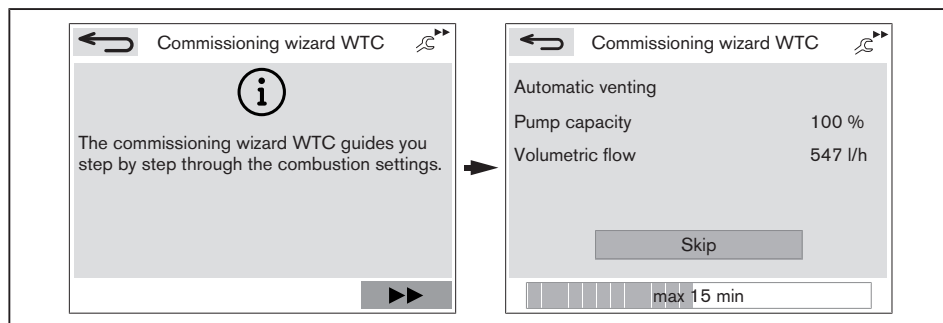 Commissioning wizard WTC
The commissioning wizard WTC guides you
step by step through the combustion settings.
Commissioning wizard WTC
Automatic venting
Pump capacity 100 %
Volumetric flow 547 l/h
Skip
max 15 min